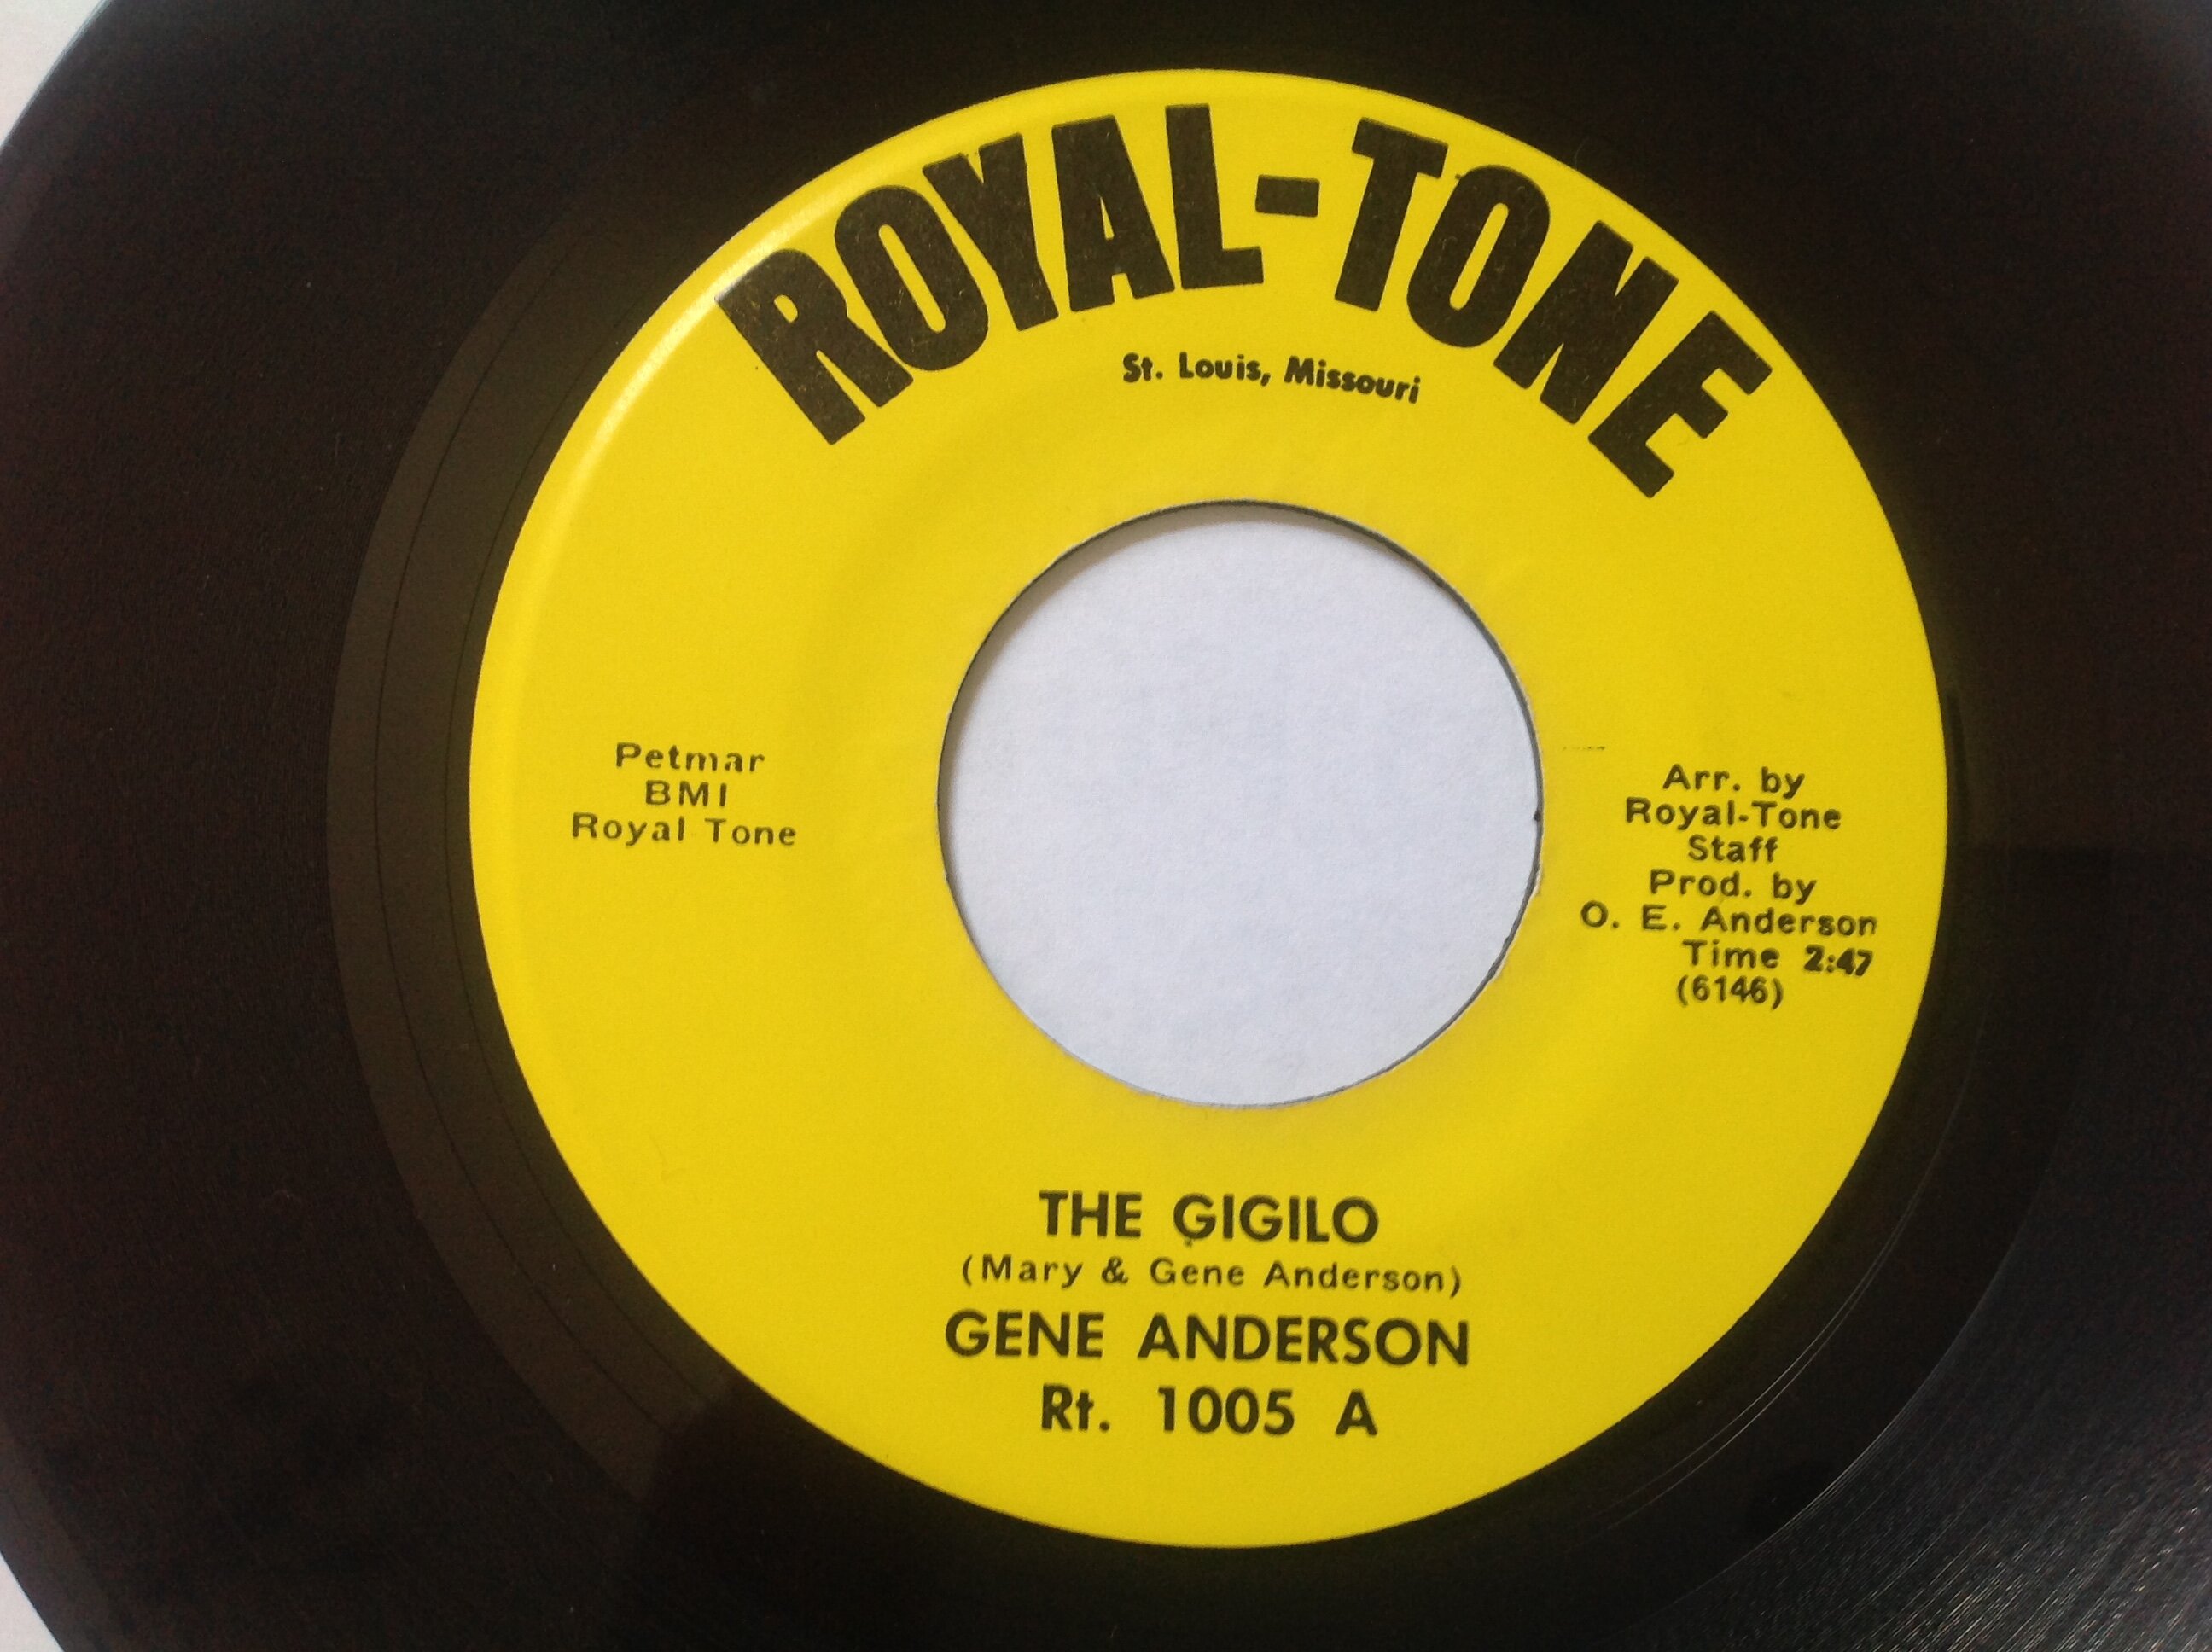 ROYAL-TONE
St. Louis, Missouri
Petmar
BMI
Royal Tone
Arr. by
Royal-Tone
Staff
Prod. by
O. E. Anderson
Time 2:47
(6146)
THE GIGILO
(Mary & Gene Anderson)
GENE ANDERSON
Rt. 1005 A